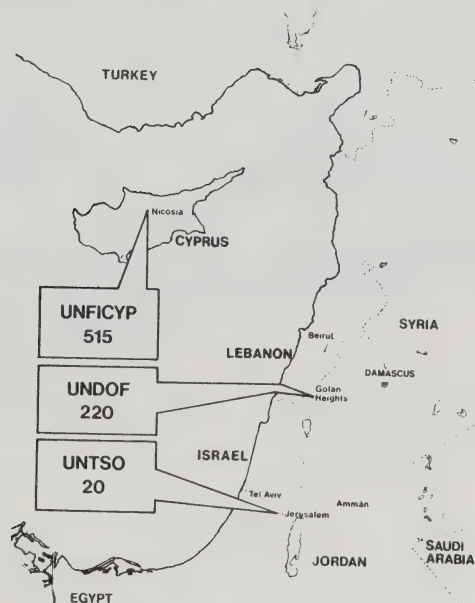 TURKEY
Nicosia
CYPRUS
UNFICYP
515
Beirut
SYRIA
LEBANON
DAMASCUS
UNDOF
220
Golan
Heights
ISRAEL
UNTSO
20
Tel Aviv
Jerusalem
Ammán
JORDAN
SAUDI
ARABIA
EGYPT